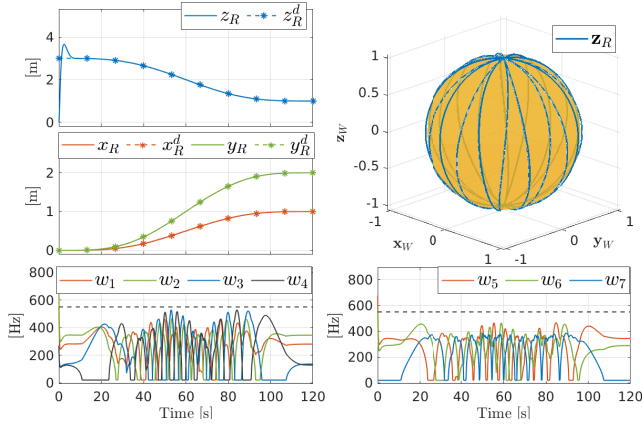 z_R z_R^d
[m]
4
2
0
x_R x_R^d y_R y_R^d
[m]
2
1
0
w_1 w_2 w_3 w_4
[Hz]
800
600
400
200
0
0 20 40 60 80 100 120
Time [s]
z_R
z_W
1
0.5
0
-0.5
-1
-1 0 1
x_W
-1 0 1
y_W
w_5 w_6 w_7
[Hz]
800
600
400
200
0
0 20 40 60 80 100 120
Time [s]